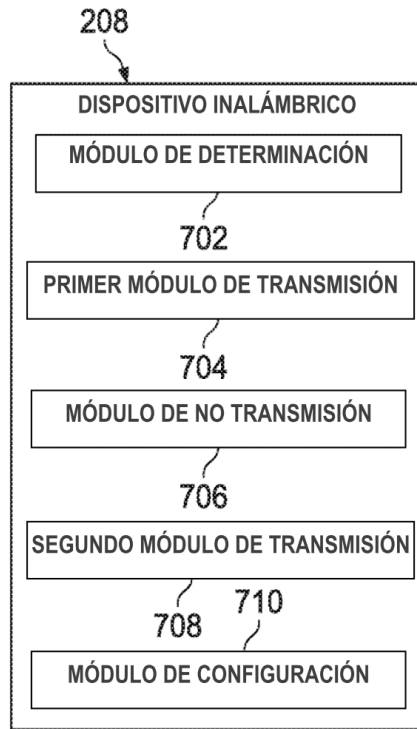 208
DISPOSITIVO INALÁMBRICO
MÓDULO DE DETERMINACIÓN
702
PRIMER MÓDULO DE TRANSMISIÓN
704
MÓDULO DE NO TRANSMISIÓN
706
SEGUNDO MÓDULO DE TRANSMISIÓN
708
710
MÓDULO DE CONFIGURACIÓN